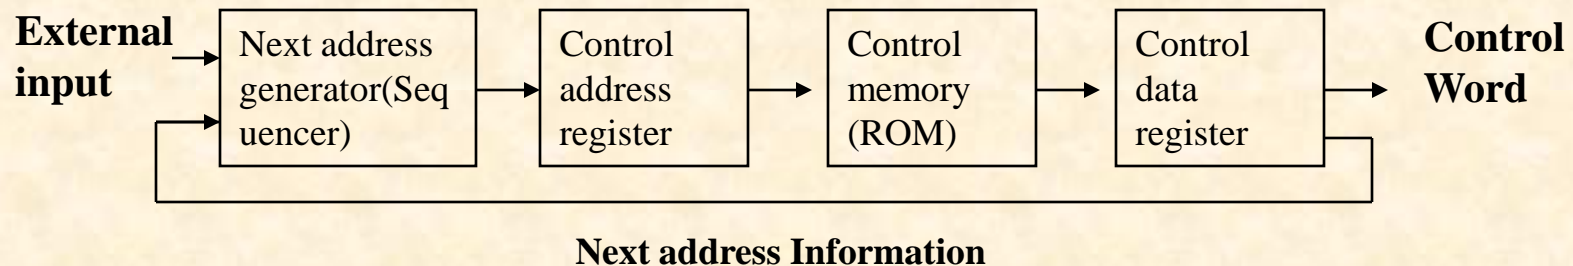 External
input
Next address
generator(Seq
uencer)
Control
address
register
Control
memory
(ROM)
Control
data
register
Control
Word
Next address Information